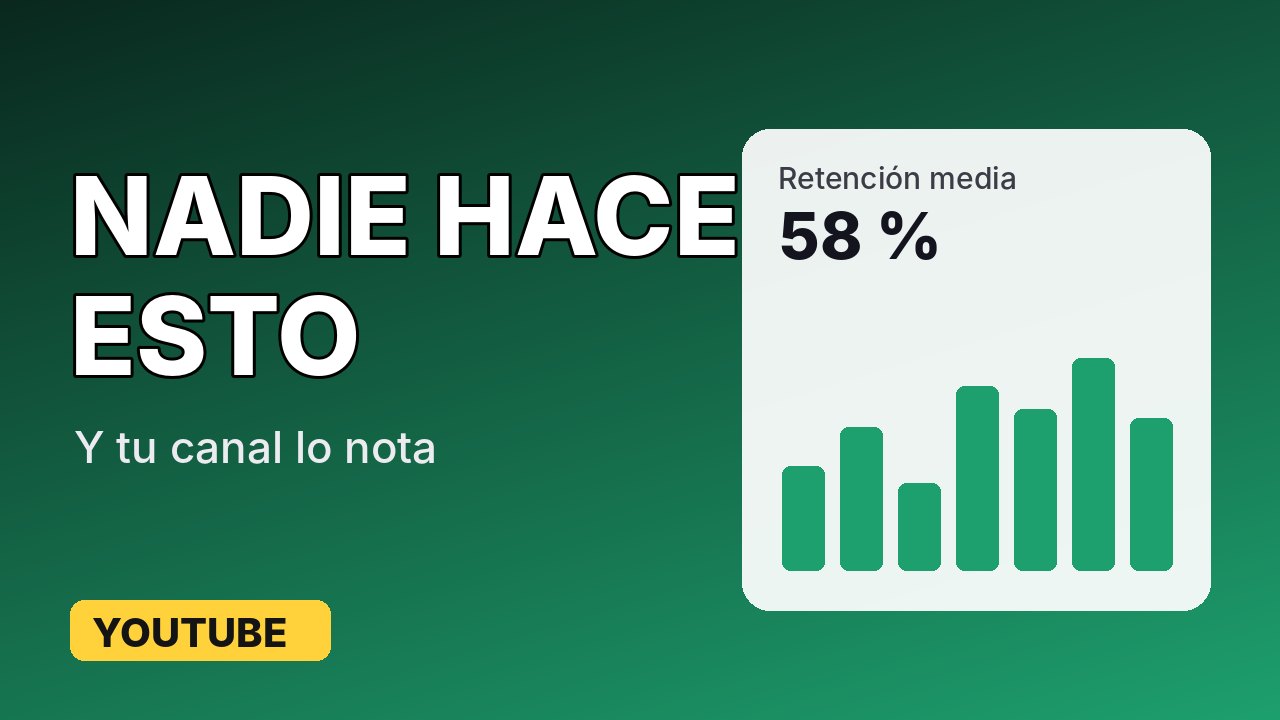 NADIE HACE
ESTO
Y tu canal lo nota
YOUTUBE
Retención media
58 %